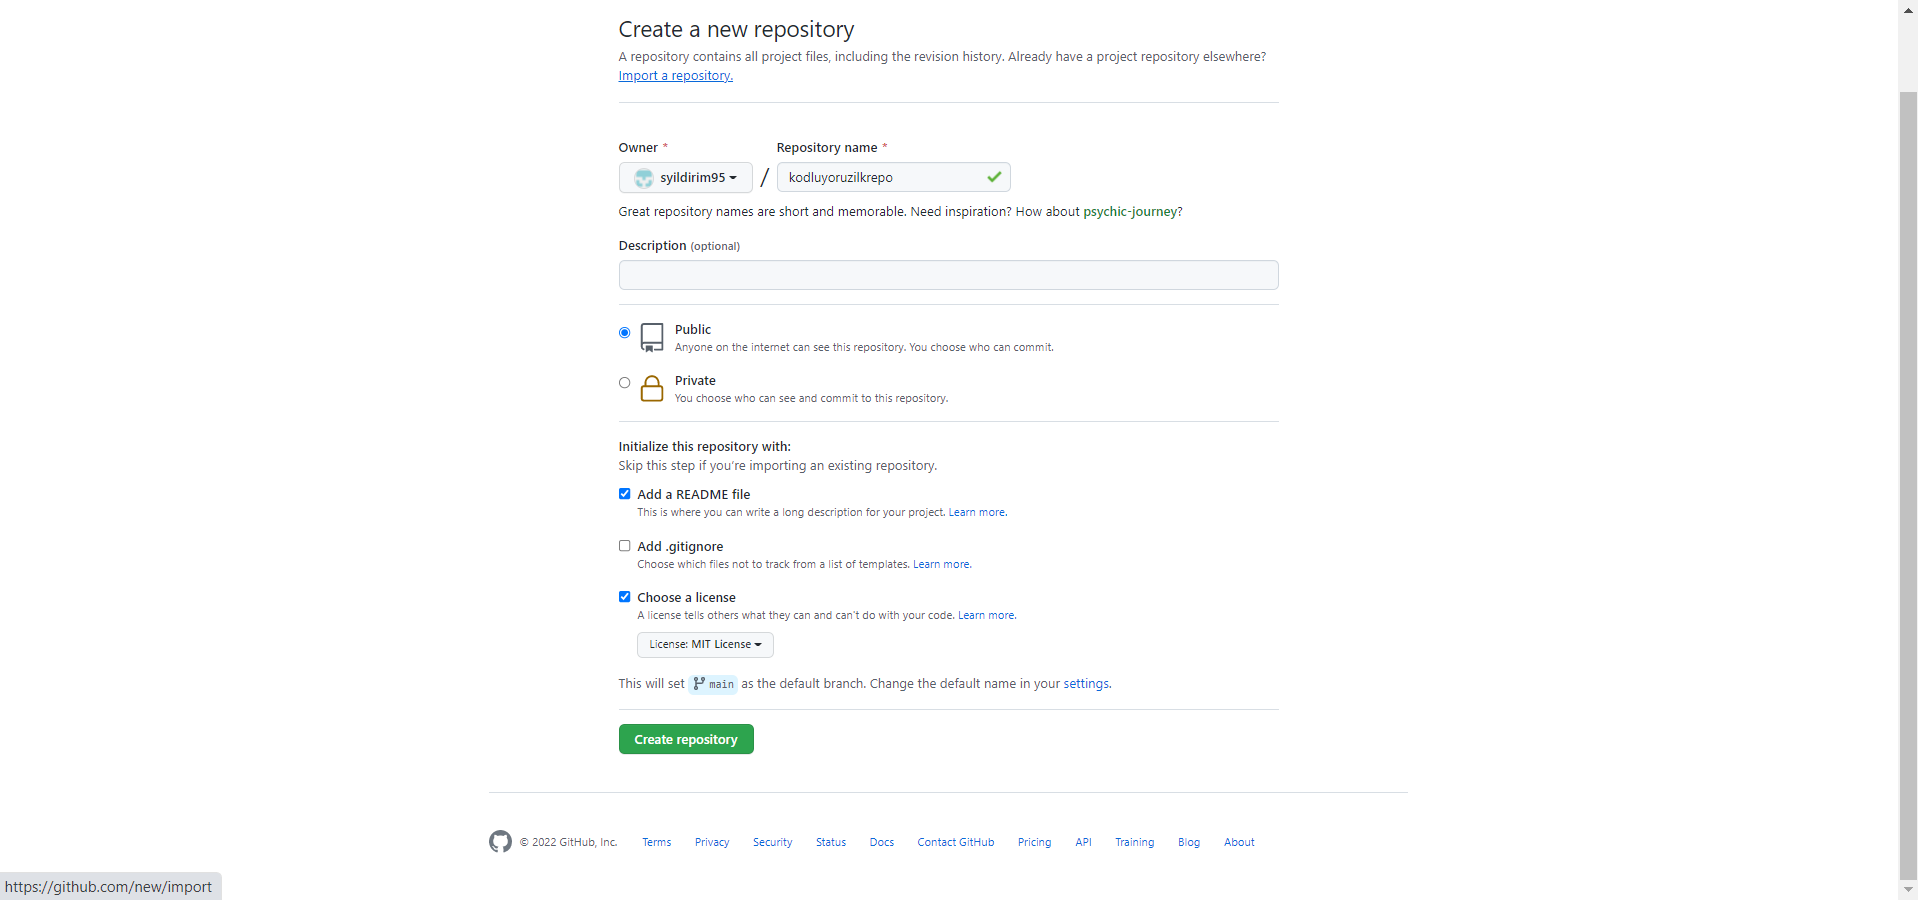 Create a new repository
A repository contains all project files, including the revision history. Already have a project repository elsewhere?
Import a repository.
Owner * Repository name *
syildirim95 / kodluyoruzilkrepo
Great repository names are short and memorable. Need inspiration? How about psychic-journey?
Description (optional)
Public
Anyone on the internet can see this repository. You choose who can commit.
Private
You choose who can see and commit to this repository.
Initialize this repository with:
Skip this step if you're importing an existing repository.
Add a README file
This is where you can write a long description for your project. Learn more.
Add .gitignore
Choose which files not to track from a list of templates. Learn more.
Choose a license
A license tells others what they can and can't do with your code. Learn more.
License: MIT License
This will set main as the default branch. Change the default name in your settings.
Create repository
© 2022 GitHub, Inc. Terms Privacy Security Status Docs Contact GitHub Pricing API Training Blog About
https://github.com/new/import